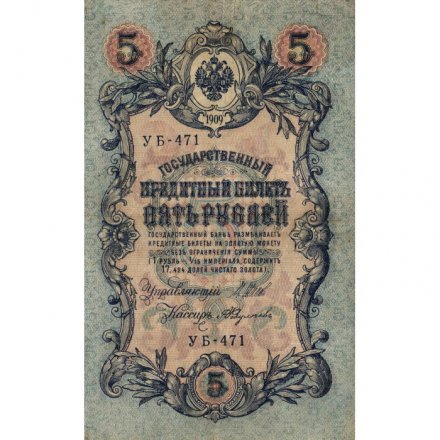 5 5
1909
УБ-471
ГОСУДАРСТВЕННЫЙ
КРЕДИТНЫЙ БИЛЕТЪ
ПЯТЬ РУБЛЕЙ
ГОСУДАРСТВЕННЫЙ БАНКЪ РАЗМѢНИВАЕТЪ
КРЕДИТНЫЕ БИЛЕТЫ НА ЗОЛОТУЮ МОНЕТУ
БЕЗЪ ОГРАНИЧЕНІЯ СУММЫ
(1 РУБЛЬ = 1/15 ИМПЕРІАЛА, СОДЕРЖИТЪ
17,424 ДОЛЕЙ ЧИСТАГО ЗОЛОТА).
Управляющій
Кассиръ
УБ-471
5